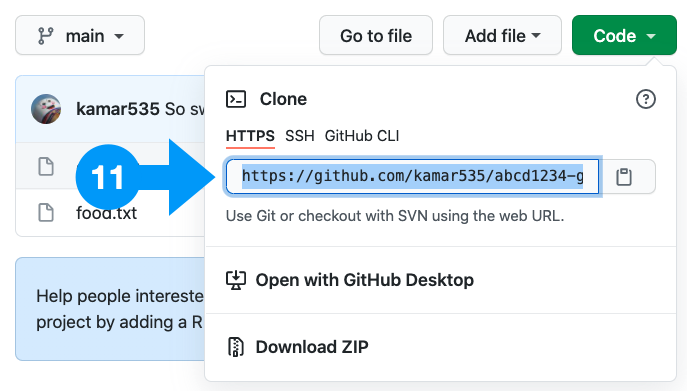 main
Go to file
Add file
Code
kamar535 So
Clone
HTTPS SSH GitHub CLI
11
https://github.com/kamar535/abcd1234-g
food.txt
Use Git or checkout with SVN using the web URL.
Open with GitHub Desktop
Help people intereste
project by adding a R
Download ZIP